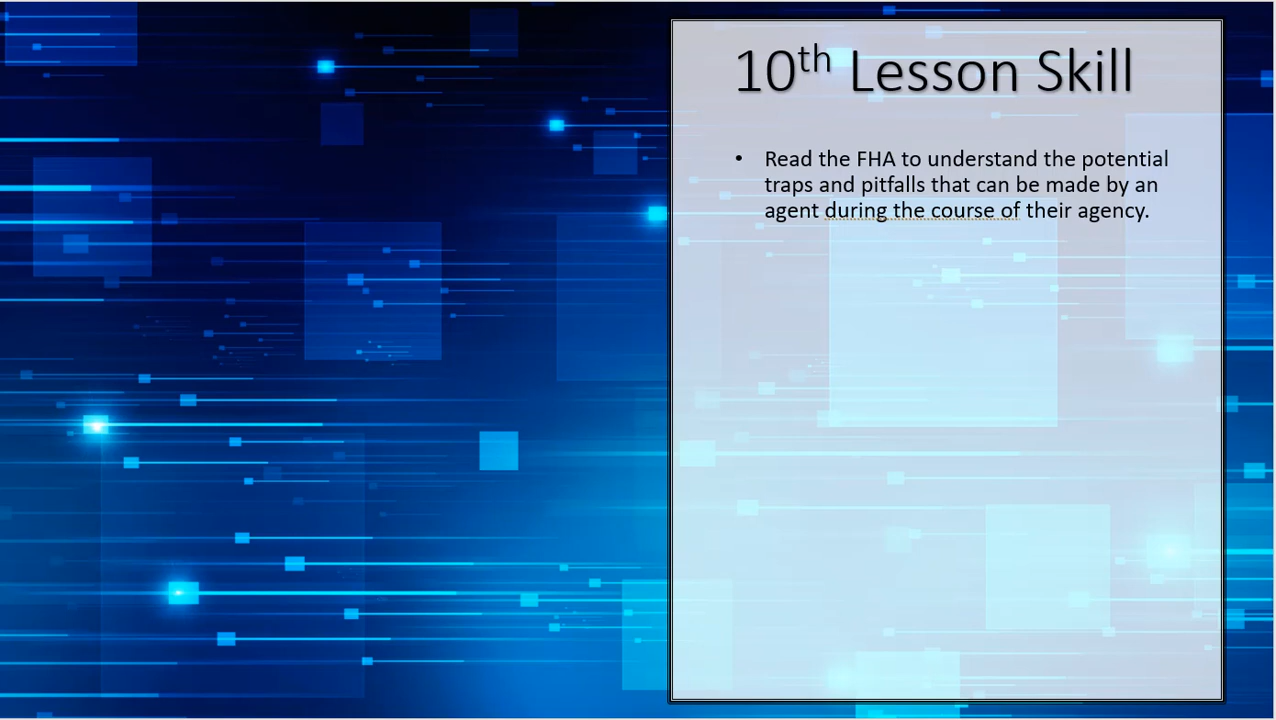 10th Lesson Skill
• Read the FHA to understand the potential
traps and pitfalls that can be made by an
agent during the course of their agency.